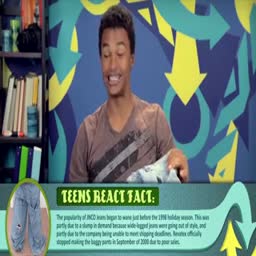 TEENS REACT FACT:
The popularity of JNCO Jeans began to wane just before the 1998 holiday season. This was
partly due to a slump in demand because wide-legged jeans were going out of style, and
partly due to the company being unable to meet shipping deadlines. Revatex officially
stopped making the baggy pants in September of 2000 due to poor sales.